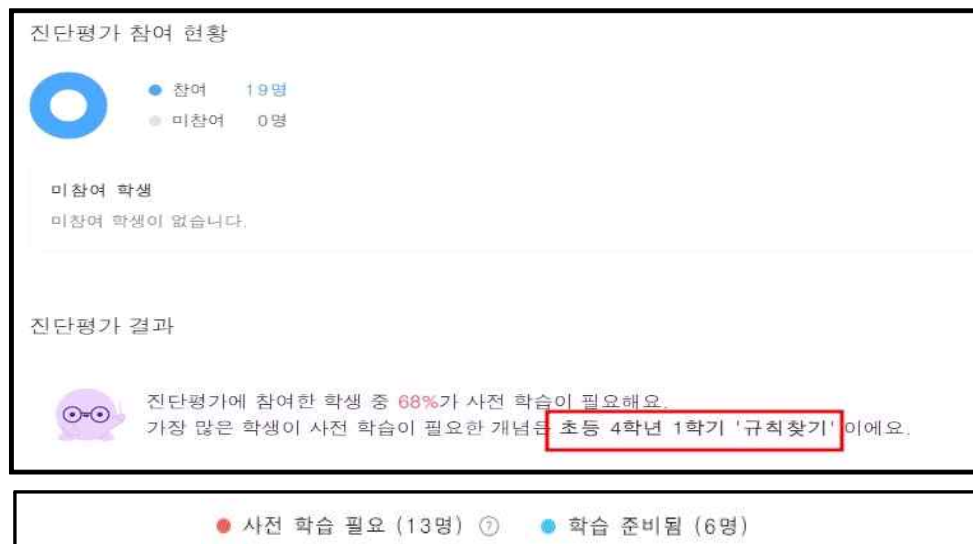 진단평가 참여 현황
참여 19명
미참여 0명
미참여 학생
미참여 학생이 없습니다.
진단평가 결과
진단평가에 참여한 학생 중 68%가 사전 학습이 필요해요.
가장 많은 학생이 사전 학습이 필요한 개념은 초등 4학년 1학기 '규칙찾기' 이에요.
사전 학습 필요 (13명) ? 학습 준비됨 (6명)